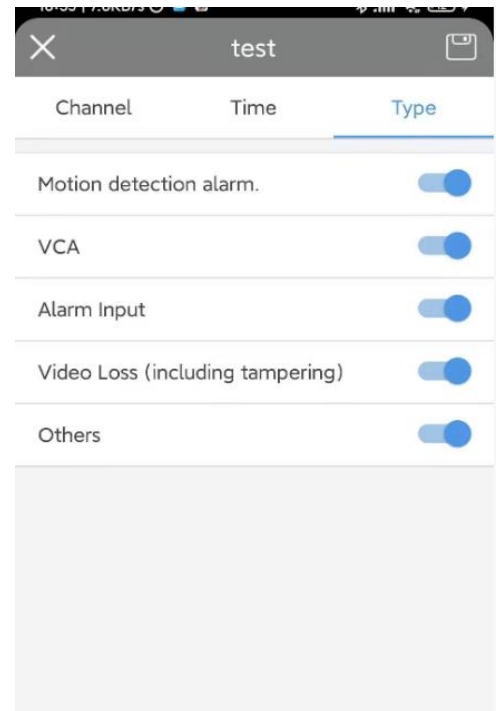 test
Channel
Time
Type
Motion detection alarm.
VCA
Alarm Input
Video Loss (including tampering)
Others